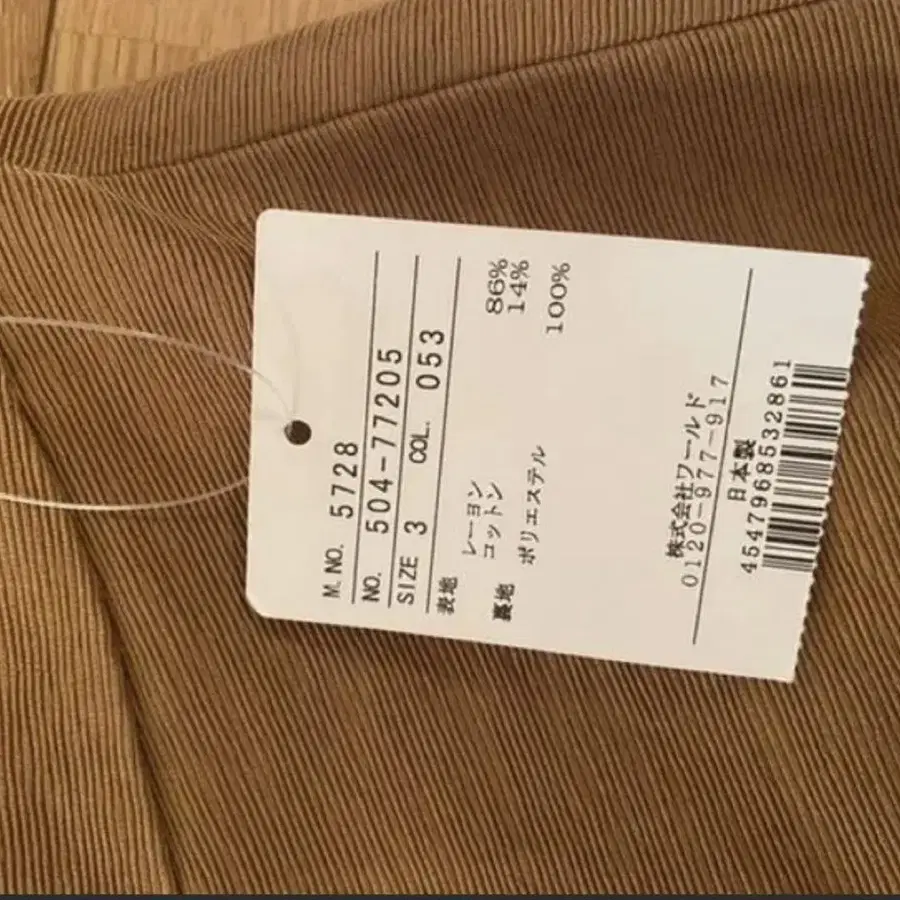 M. NO. 5728
NO. 504-77205
SIZE 3 COL. 053
表地 レーヨン 86%
コットン 14%
裏地 ポリエステル 100%
株式会社ワールド
0120-977-917
日本製
4547968532861